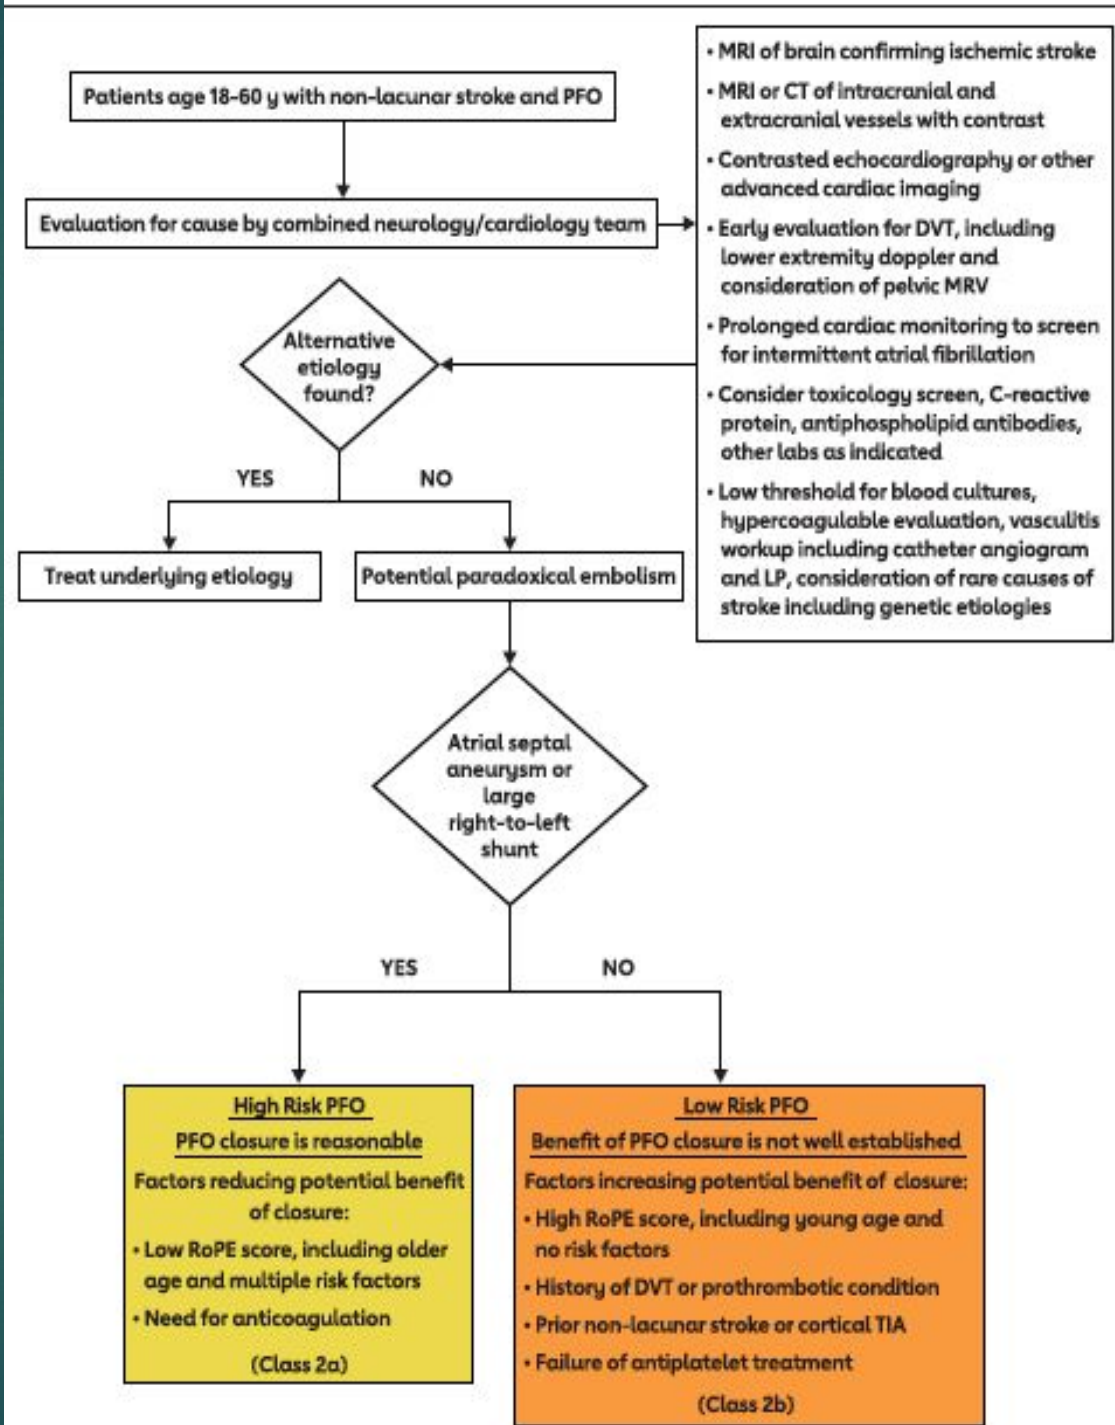 Patients age 18-60 y with non-lacunar stroke and PFO
Evaluation for cause by combined neurology/cardiology team
• MRI of brain confirming ischemic stroke
• MRI or CT of intracranial and
extracranial vessels with contrast
• Contrasted echocardiography or other
advanced cardiac imaging
• Early evaluation for DVT, including
lower extremity doppler and
consideration of pelvic MRV
• Prolonged cardiac monitoring to screen
for intermittent atrial fibrillation
• Consider toxicology screen, C-reactive
protein, antiphospholipid antibodies,
other labs as indicated
• Low threshold for blood cultures,
hypercoagulable evaluation, vasculitis
workup including catheter angiogram
and LP, consideration of rare causes of
stroke including genetic etiologies
Alternative
etiology
found?
YES
NO
Treat underlying etiology
Potential paradoxical embolism
Atrial septal
aneurysm or
large
right-to-left
shunt
YES
NO
High Risk PFO
PFO closure is reasonable
Factors reducing potential benefit
of closure:
• Low RoPE score, including older
age and multiple risk factors
• Need for anticoagulation
(Class 2a)
Low Risk PFO
Benefit of PFO closure is not well established
Factors increasing potential benefit of closure:
• High RoPE score, including young age and
no risk factors
• History of DVT or prothrombotic condition
• Prior non-lacunar stroke or cortical TIA
• Failure of antiplatelet treatment
(Class 2b)